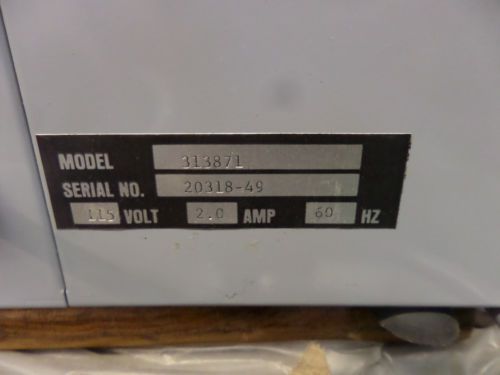 MODEL 313871
SERIAL NO. 20318-49
115 VOLT 2.0 AMP 60 HZ